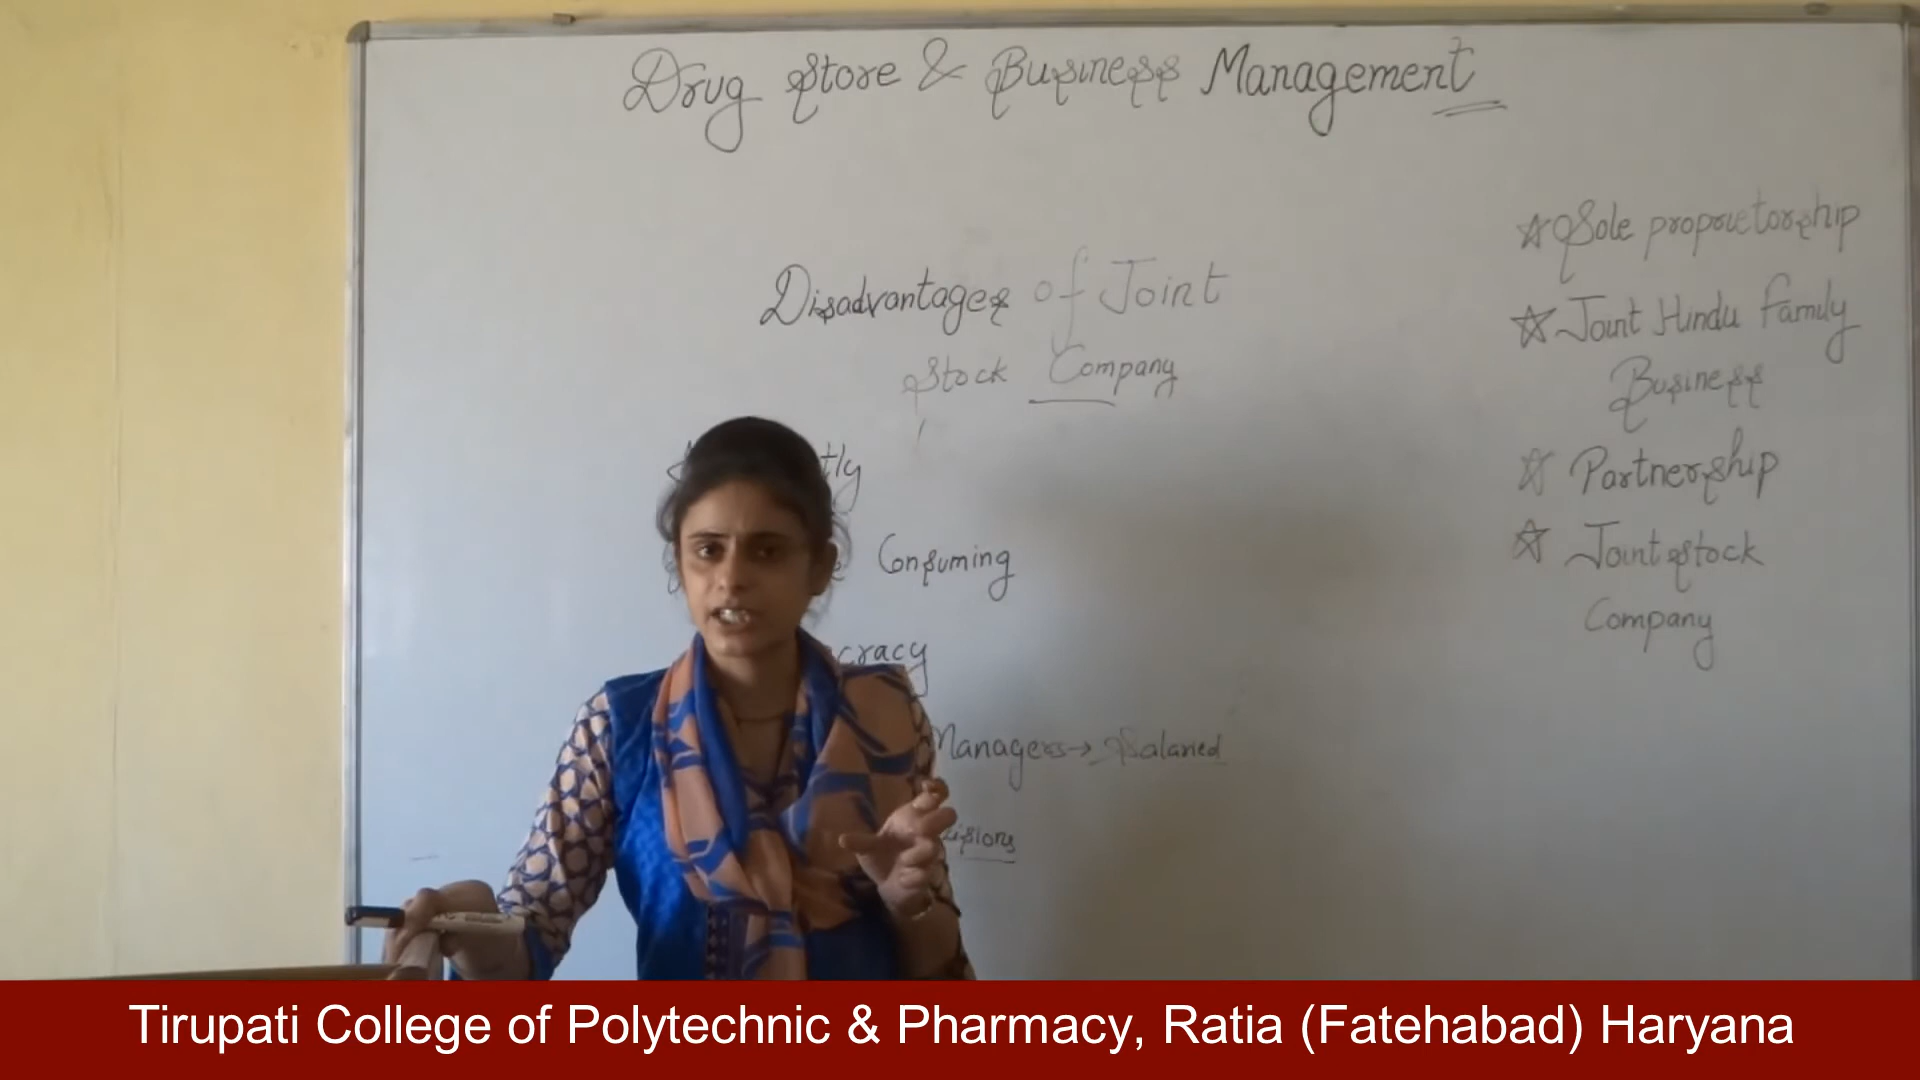 Drug Store & Business Management
Disadvantages of Joint
Stock Company
Consuming
Managers → Salaried
☆ Sole proprietorship
☆ Joint Hindu Family
Business
☆ Partnership
☆ Joint Stock
Company
Tirupati College of Polytechnic & Pharmacy, Ratia (Fatehabad) Haryana